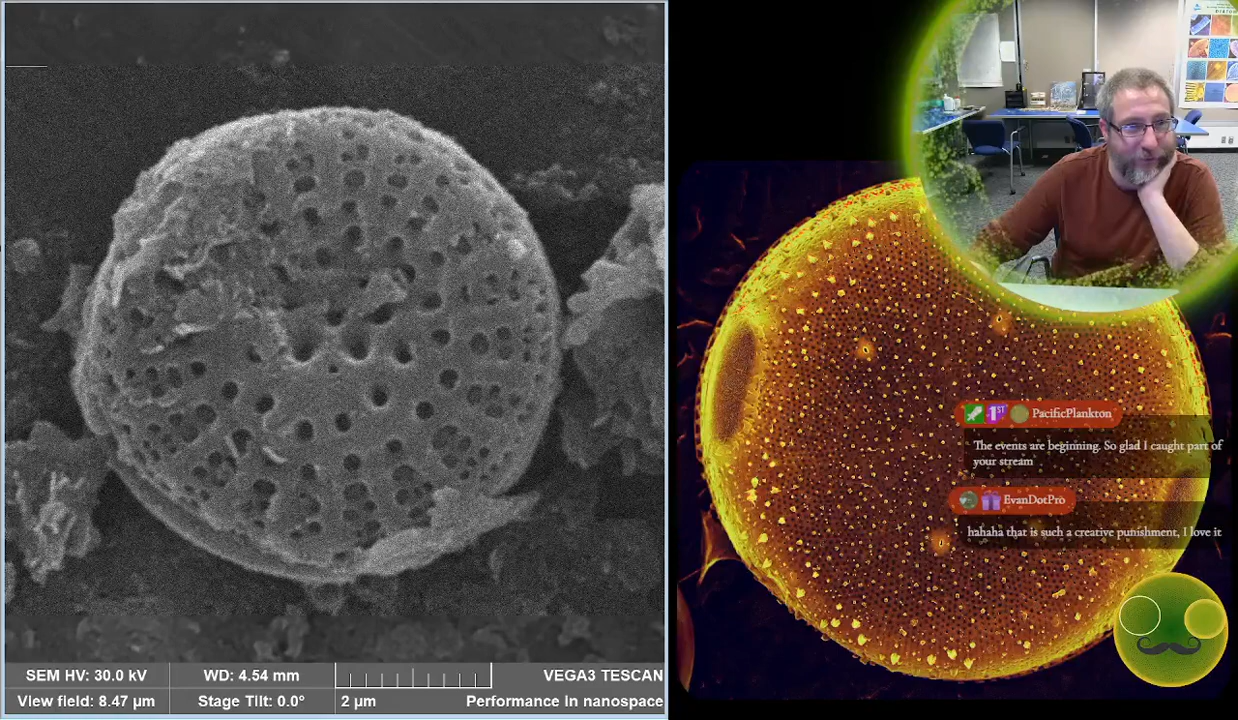 SEM HV: 30.0 kV
WD: 4.54 mm
VEGA3 TESCAN
View field: 8.47 µm
Stage Tilt: 0.0°
2 µm
Performance in nanospace
1ST
PacificPlankton
The events are beginning. So glad I caught part of
your stream
EvanDotPro
hahaha that is such a creative punishment, I love it